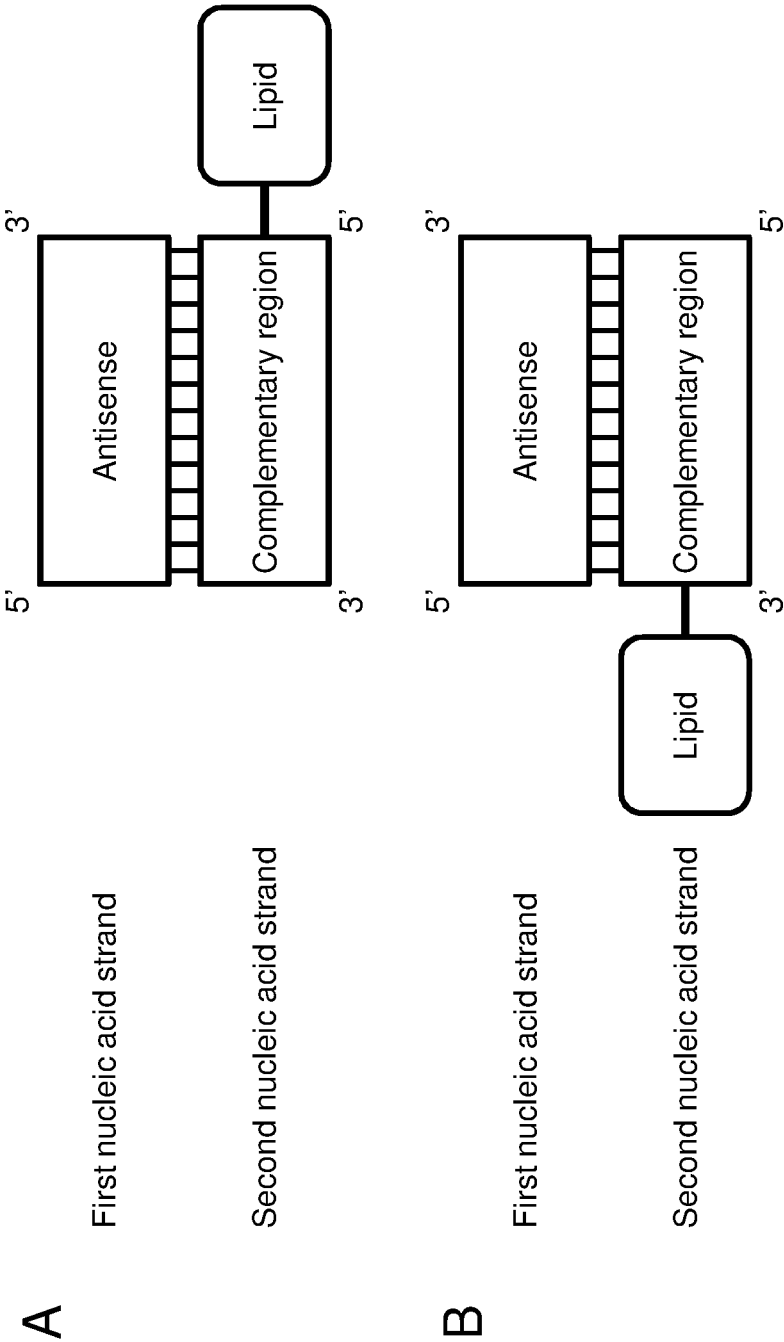 A
5’ 3’
First nucleic acid strand Antisense
Second nucleic acid strand Complementary region Lipid
3’ 5’
B
5’ 3’
First nucleic acid strand Antisense
Second nucleic acid strand Lipid Complementary region
3’ 5’